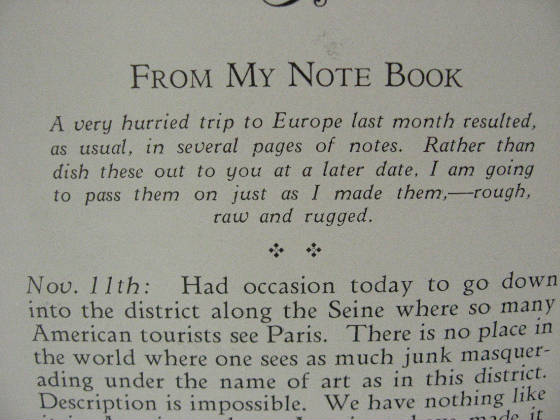 FROM MY NOTE BOOK
A very hurried trip to Europe last month resulted,
as usual, in several pages of notes. Rather than
dish these out to you at a later date, I am going
to pass them on just as I made them,—rough,
raw and rugged.
Nov. 11th: Had occasion today to go down
into the district along the Seine where so many
American tourists see Paris. There is no place in
the world where one sees as much junk masquer-
ading under the name of art as in this district.
Description is impossible. We have nothing like